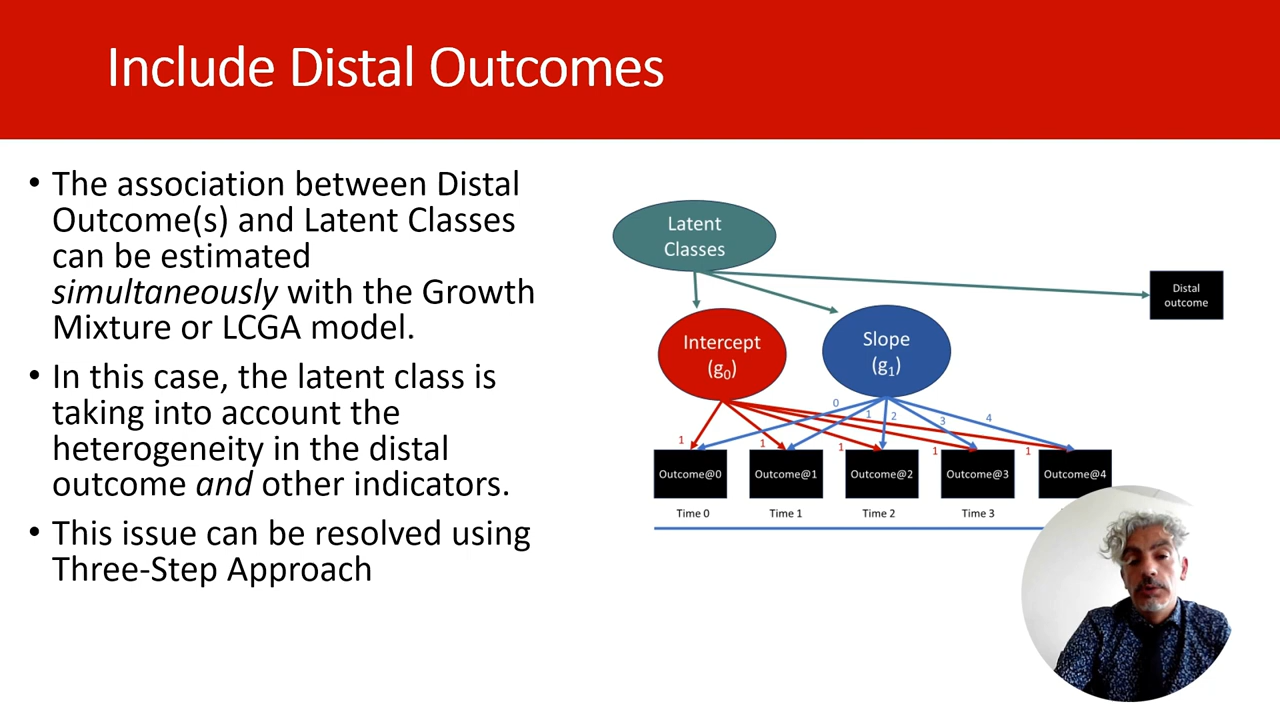 Include Distal Outcomes
• The association between Distal
Outcome(s) and Latent Classes
can be estimated
simultaneously with the Growth
Mixture or LCGA model.
• In this case, the latent class is
taking into account the
heterogeneity in the distal
outcome and other indicators.
• This issue can be resolved using
Three-Step Approach
Latent
Classes
Distal
outcome
Intercept
(g0)
Slope
(g1)
0
1
2
3
4
1
1
1
1
1
Outcome@0
Outcome@1
Outcome@2
Outcome@3
Outcome@4
Time 0
Time 1
Time 2
Time 3